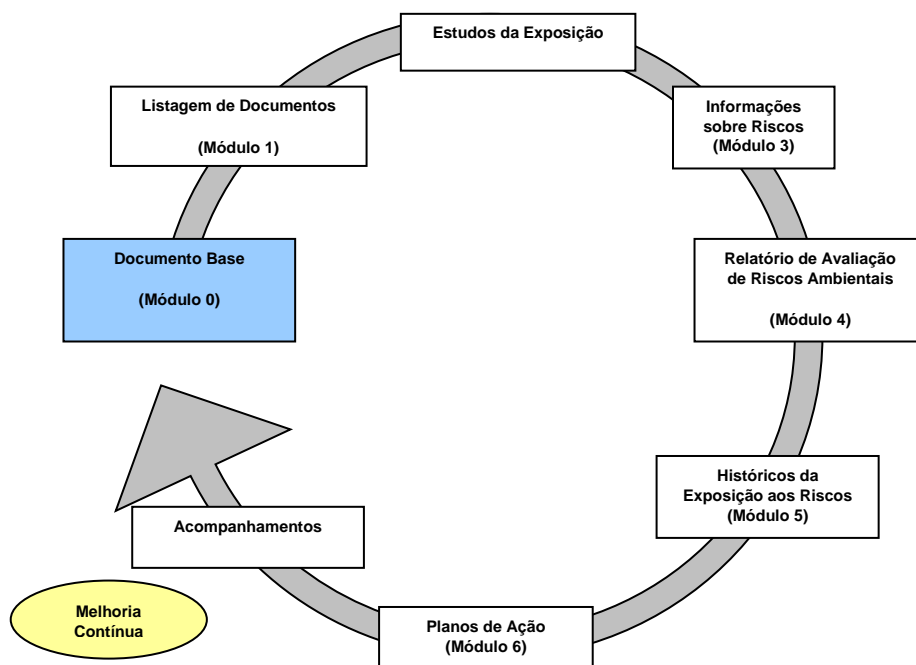 Estudos da Exposição
Listagem de Documentos
(Módulo 1)
Informações
sobre Riscos
(Módulo 3)
Documento Base
(Módulo 0)
Relatório de Avaliação
de Riscos Ambientais
(Módulo 4)
Históricos da
Exposição aos Riscos
(Módulo 5)
Acompanhamentos
Melhoria
Contínua
Planos de Ação
(Módulo 6)